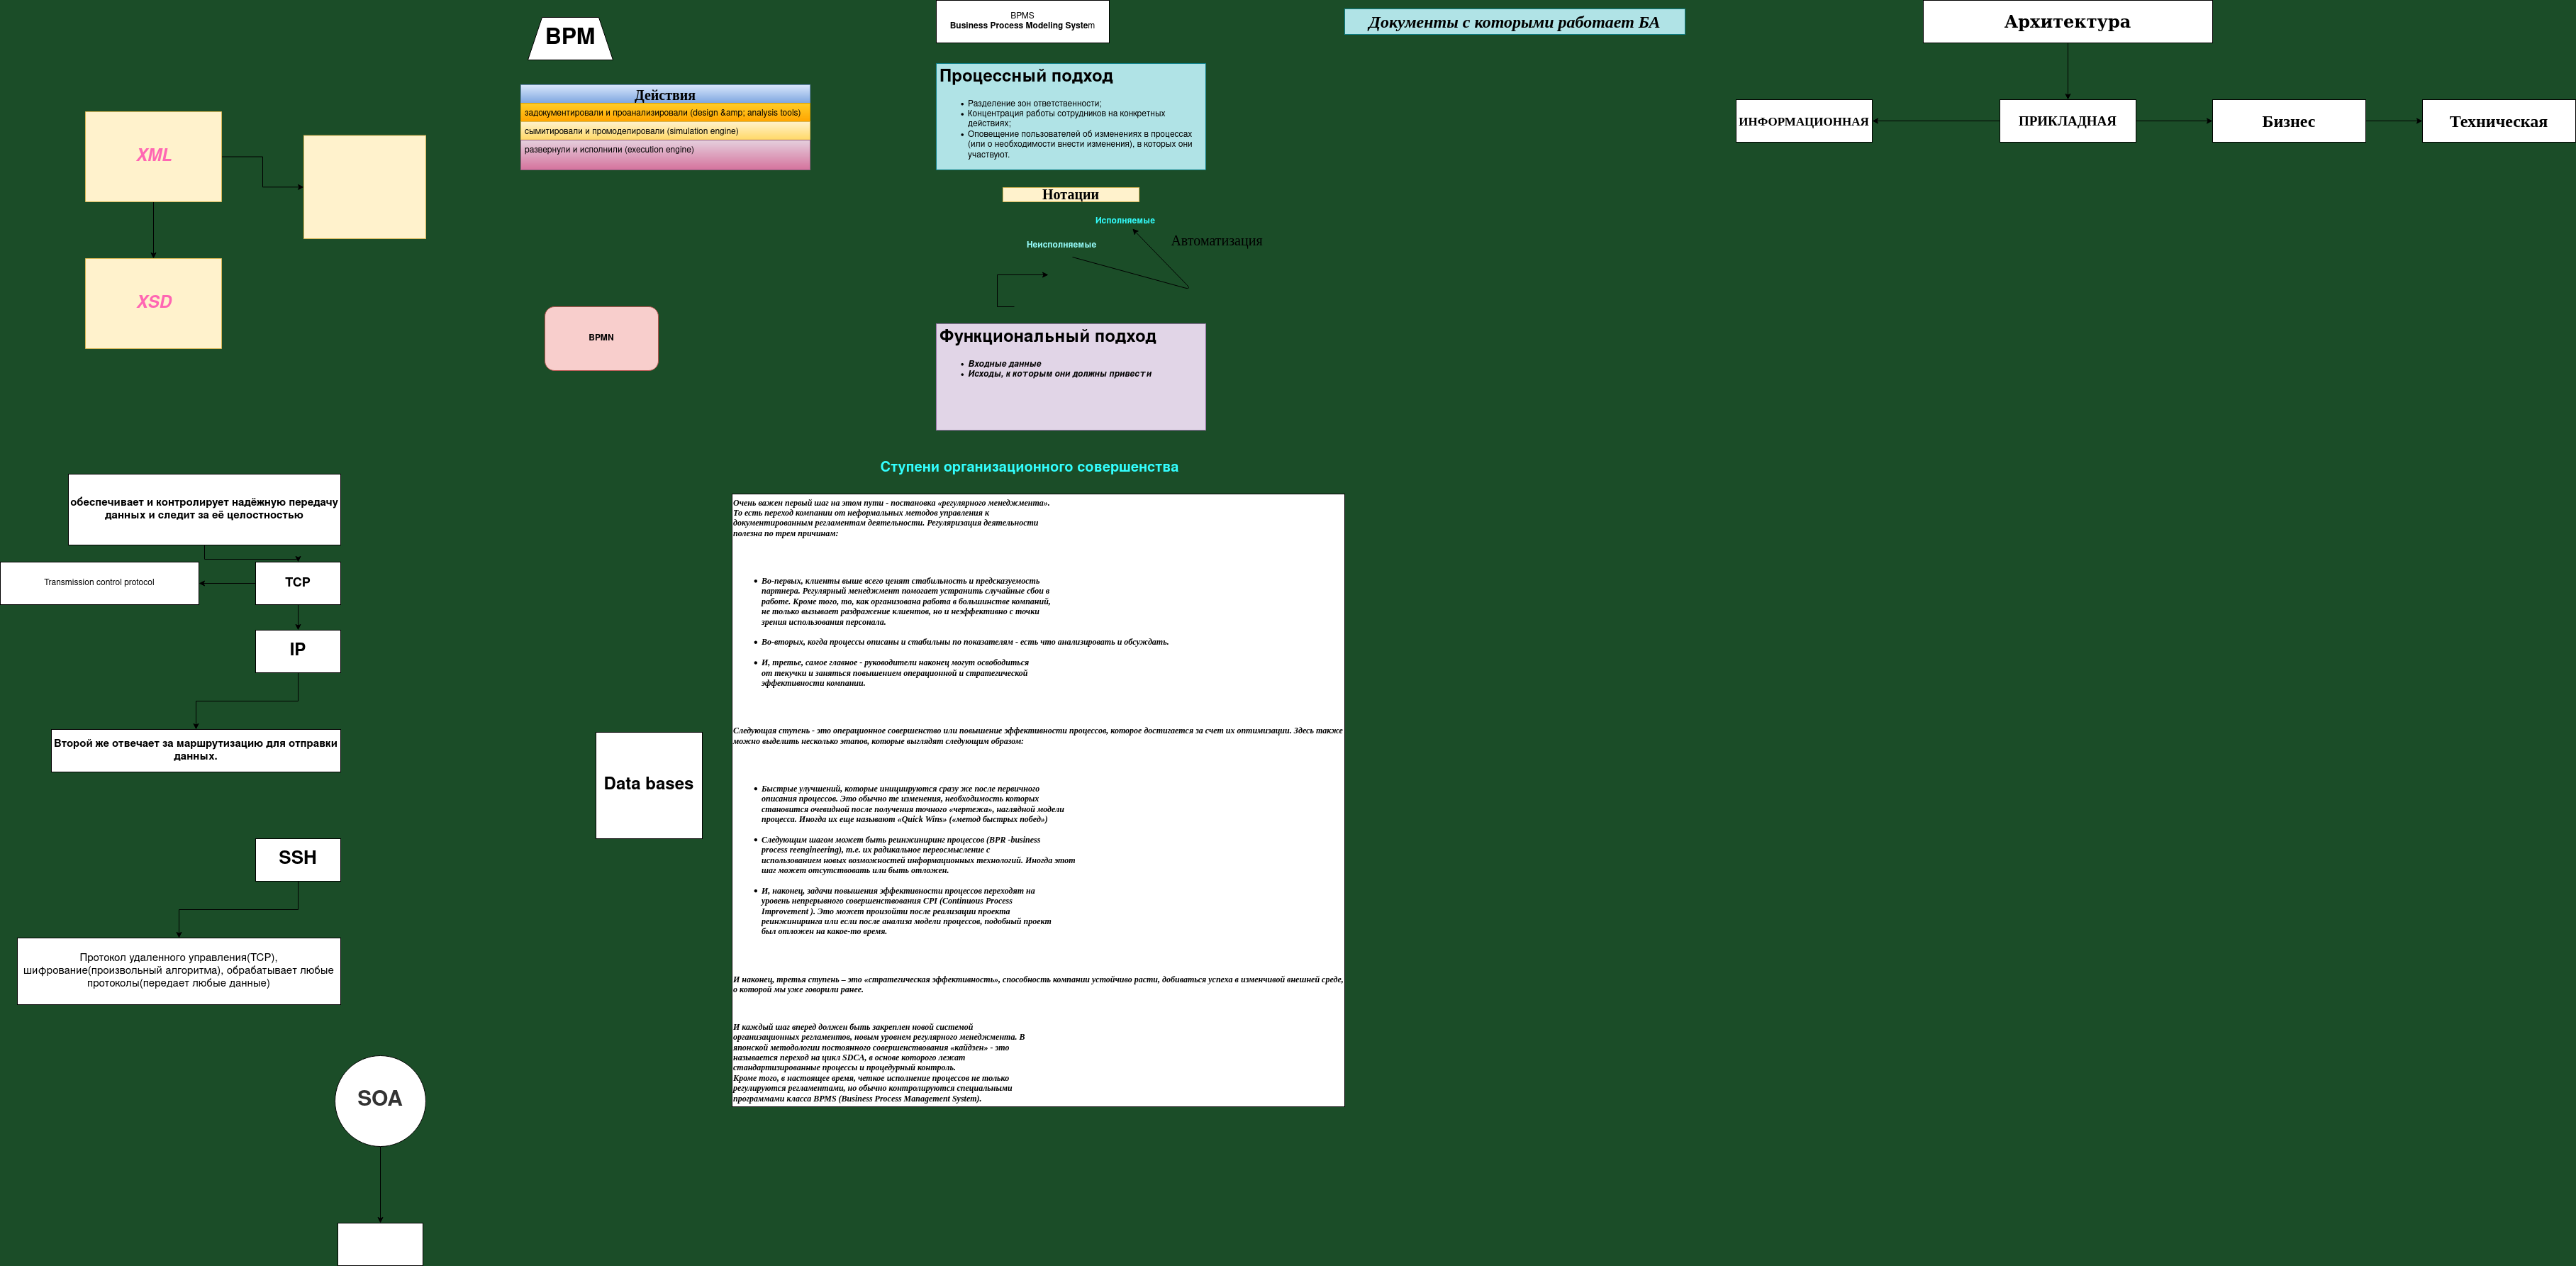 BPM
BPMS
Business Process Modeling System
Документы с которыми работает БА
Архитектура
Действия
задокументировали и проанализировали (design &amp; analysis tools)
сымитировали и промоделировали (simulation engine)
развернули и исполнили (execution engine)
Процессный подход
Разделение зон ответственности;
Концентрация работы сотрудников на конкретных
действиях;
Оповещение пользователей об изменениях в процессах
(или о необходимости внести изменения), в которых они
участвуют.
ИНФОРМАЦИОННАЯ
ПРИКЛАДНАЯ
Бизнес
Техническая
XML
XSD
Нотации
Исполняемые
Неисполняемые
Автоматизация
BPMN
Функциональный подход
Входные данные
Исходы, к которым они должны привести
Ступени организационного совершенства
обеспечивает и контролирует надёжную передачу
данных и следит за её целостностью
Transmission control protocol
TCP
IP
Второй же отвечает за маршрутизацию для отправки
данных.
SSH
Протокол удаленного управления(TCP),
шифрование(произвольный алгоритма), обрабатывает любые
протоколы(передает любые данные)
SOA
Data bases
Очень важен первый шаг на этом пути - постановка «регулярного менеджмента».
То есть переход компании от неформальных методов управления к
документированным регламентам деятельности. Регуляризация деятельности
полезна по трем причинам:
Во-первых, клиенты выше всего ценят стабильность и предсказуемость
партнера. Регулярный менеджмент помогает устранить случайные сбои в
работе. Кроме того, то, как организована работа в большинстве компаний,
не только вызывает раздражение клиентов, но и неэффективно с точки
зрения использования персонала.
Во-вторых, когда процессы описаны и стабильны по показателям - есть что анализировать и обсуждать.
И, третье, самое главное - руководители наконец могут освободиться
от текучки и заняться повышением операционной и стратегической
эффективности компании.
Следующая ступень - это операционное совершенство или повышение эффективности процессов, которое достигается за счет их оптимизации. Здесь также
можно выделить несколько этапов, которые выглядят следующим образом:
Быстрые улучшений, которые инициируются сразу же после первичного
описания процессов. Это обычно те изменения, необходимость которых
становится очевидной после получения точного «чертежа», наглядной модели
процесса. Иногда их еще называют «Quick Wins» («метод быстрых побед»)
Следующим шагом может быть реинжиниринг процессов (BPR -business
process reengineering), т.е. их радикальное переосмысление с
использованием новых возможностей информационных технологий. Иногда этот
шаг может отсутствовать или быть отложен.
И, наконец, задачи повышения эффективности процессов переходят на
уровень непрерывного совершенствования CPI (Continuous Process
Improvement ). Это может произойти после реализации проекта
реинжиниринга или если после анализа модели процессов, подобный проект
был отложен на какое-то время.
И наконец, третья ступень – это «стратегическая эффективность», способность компании устойчиво расти, добиваться успеха в изменчивой внешней среде,
о которой мы уже говорили ранее.
И каждый шаг вперед должен быть закреплен новой системой
организационных регламентов, новым уровнем регулярного менеджмента. В
японской методологии постоянного совершенствования «кайдзен» - это
называется переход на цикл SDCA, в основе которого лежат
стандартизированные процессы и процедурный контроль.
Кроме того, в настоящее время, четкое исполнение процессов не только
регулируются регламентами, но обычно контролируются специальными
программами класса BPMS (Business Process Management System).